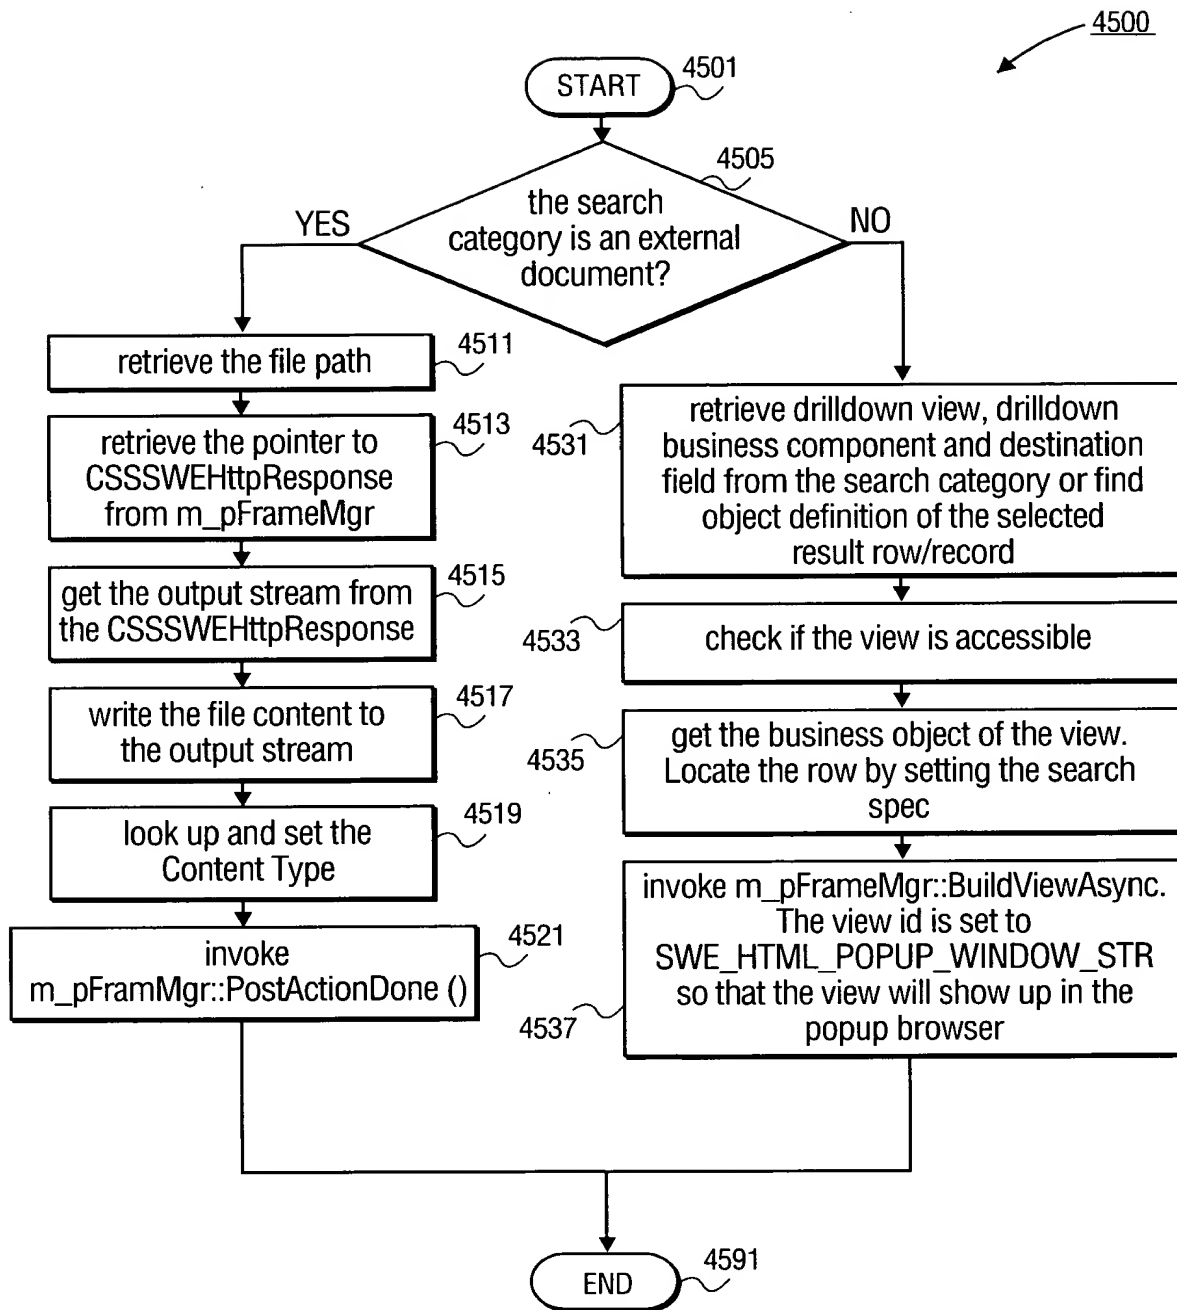 4500
START
4501
4505
the search
category is an external
document?
YES
NO
retrieve the file path
4511
retrieve the pointer to
CSSSWEHttpResponse
from m_pFrameMgr
4513
get the output stream from
the CSSSWEHttpResponse
4515
write the file content to
the output stream
4517
look up and set the
Content Type
4519
invoke
m_pFramMgr::PostActionDone ()
4521
4531
retrieve drilldown view, drilldown
business component and destination
field from the search category or find
object definition of the selected
result row/record
4533
check if the view is accessible
4535
get the business object of the view.
Locate the row by setting the search
spec
4537
invoke m_pFrameMgr::BuildViewAsync.
The view id is set to
SWE_HTML_POPUP_WINDOW_STR
so that the view will show up in the
popup browser
END
4591